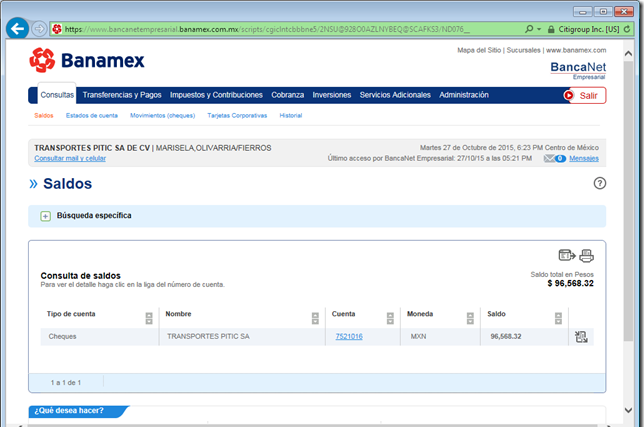 https://www.bancanetempresarial.banamex.com.mx/scripts/cgiclntcbbbne5/2NSU@928O0AZLNYBEQ@5CAFKS3/ND076__
Citigroup Inc. [US]
Mapa del Sitio | Sucursales | www.banamex.com
Banamex
BancaNet
Empresarial
Consultas Transferencias y Pagos Impuestos y Contribuciones Cobranza Inversiones Servicios Adicionales Administración Salir
Saldos Estados de cuenta Movimientos (cheques) Tarjetas Corporativas Historial
TRANSPORTES PITIC SA DE CV | MARISELA,OLIVARRIA/FIERROS
Martes 27 de Octubre de 2015, 6:23 PM Centro de México
Consultar mail y celular
Último acceso por BancaNet Empresarial: 27/10/15 a las 05:21 PM
0 Mensajes
» Saldos
?
+ Búsqueda específica
Consulta de saldos
Para ver el detalle haga clic en la liga del número de cuenta.
Saldo total en Pesos
$ 96,568.32
Tipo de cuenta Nombre Cuenta Moneda Saldo
Cheques TRANSPORTES PITIC SA 7521016 MXN 96,568.32
1 a 1 de 1
¿Qué desea hacer?